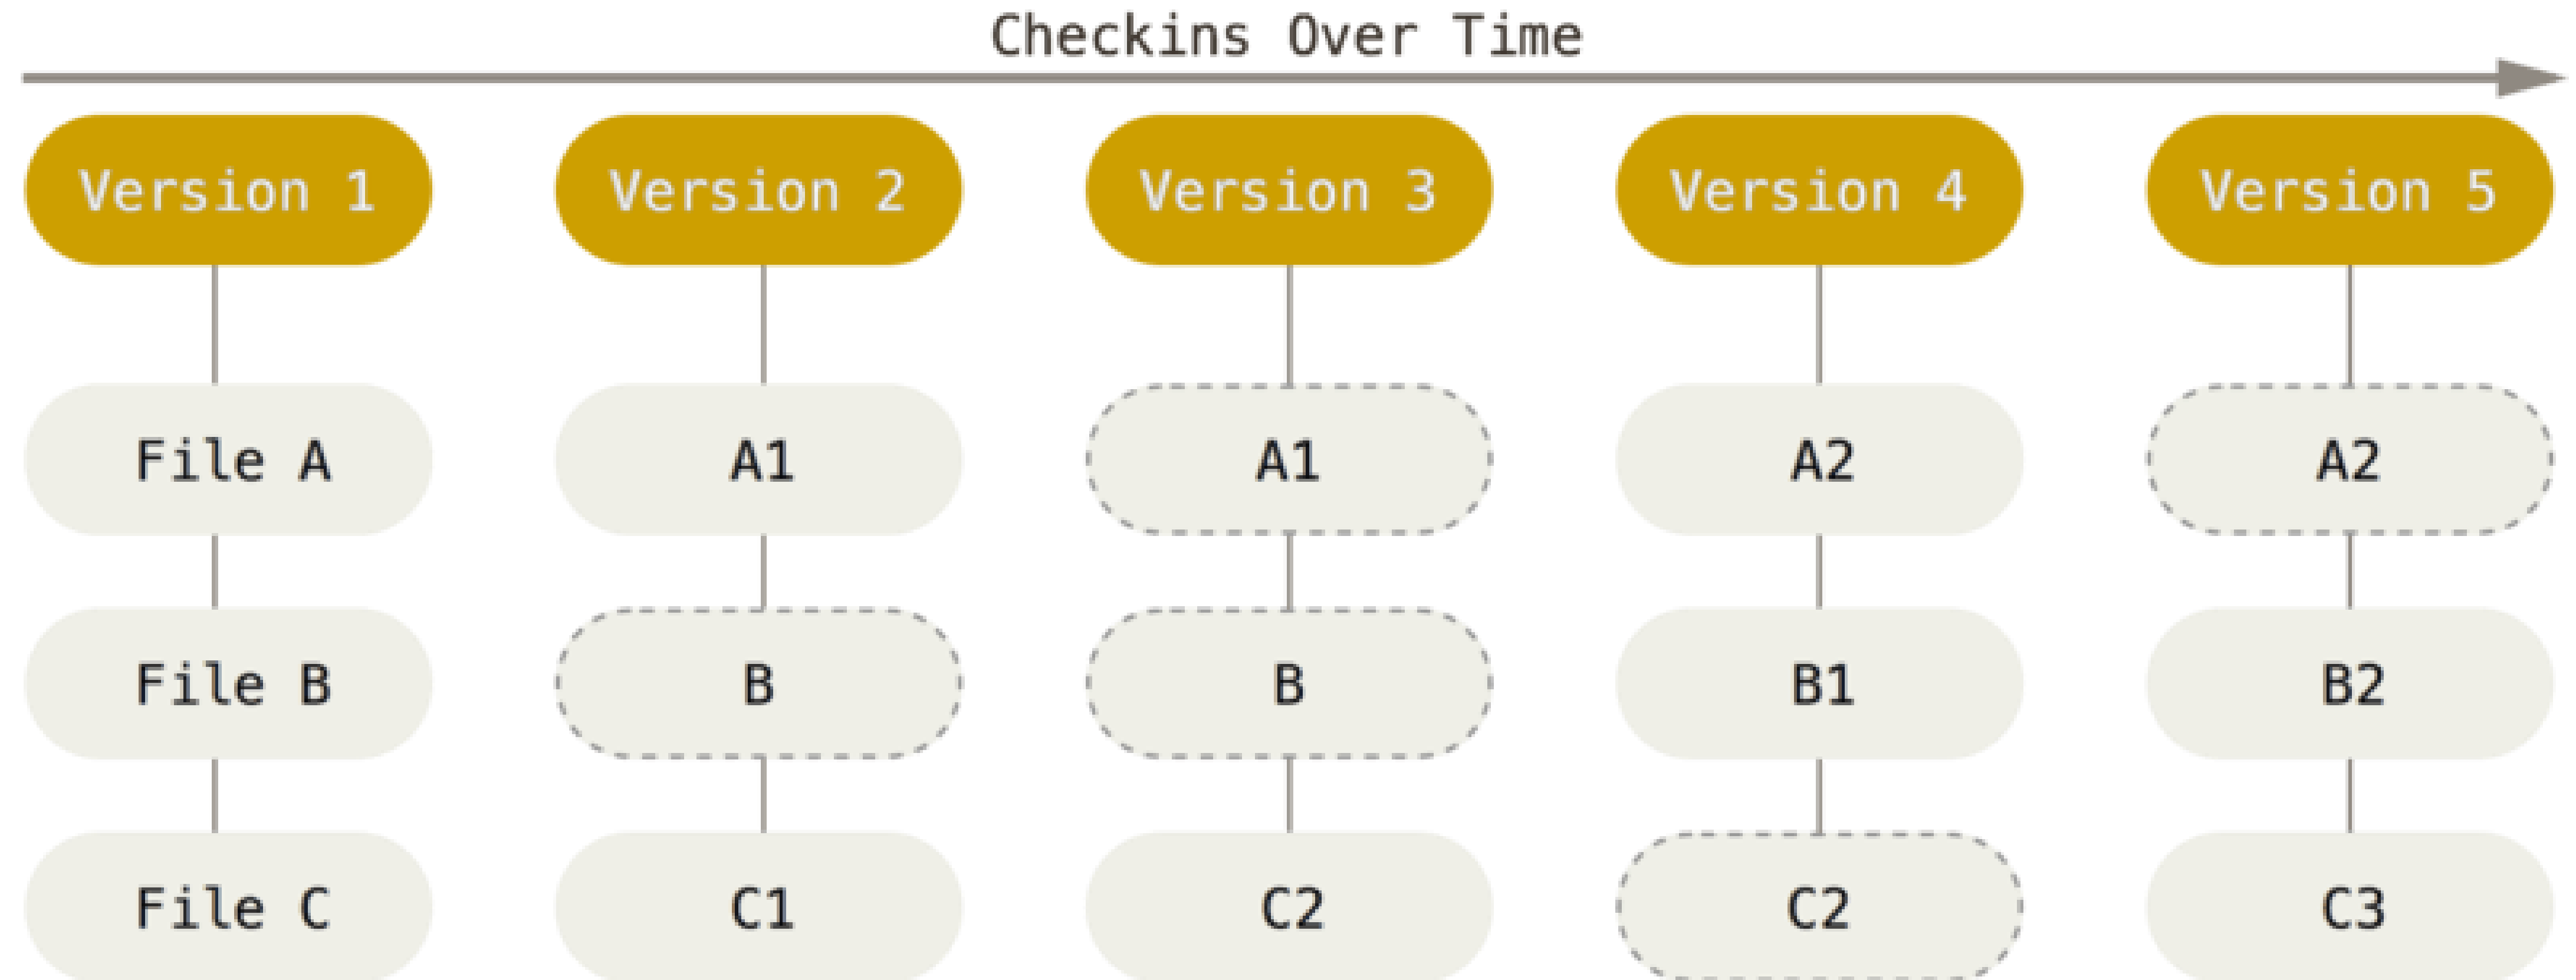 Checkins Over Time
Version 1 Version 2 Version 3 Version 4 Version 5
File A A1 A1 A2 A2
File B B B B1 B2
File C C1 C2 C2 C3